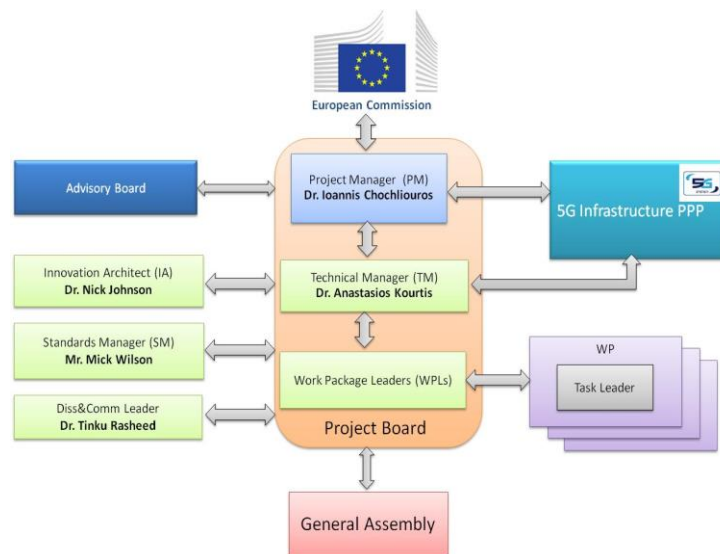 European Commission
Advisory Board
Project Manager (PM)
Dr. Ioannis Chochliouros
5G
5G Infrastructure PPP
Innovation Architect (IA)
Dr. Nick Johnson
Technical Manager (TM)
Dr. Anastasios Kourtis
Standards Manager (SM)
Mr. Mick Wilson
Work Package Leaders (WPLs)
WP
Task Leader
Diss&Comm Leader
Dr. Tinku Rasheed
Project Board
General Assembly